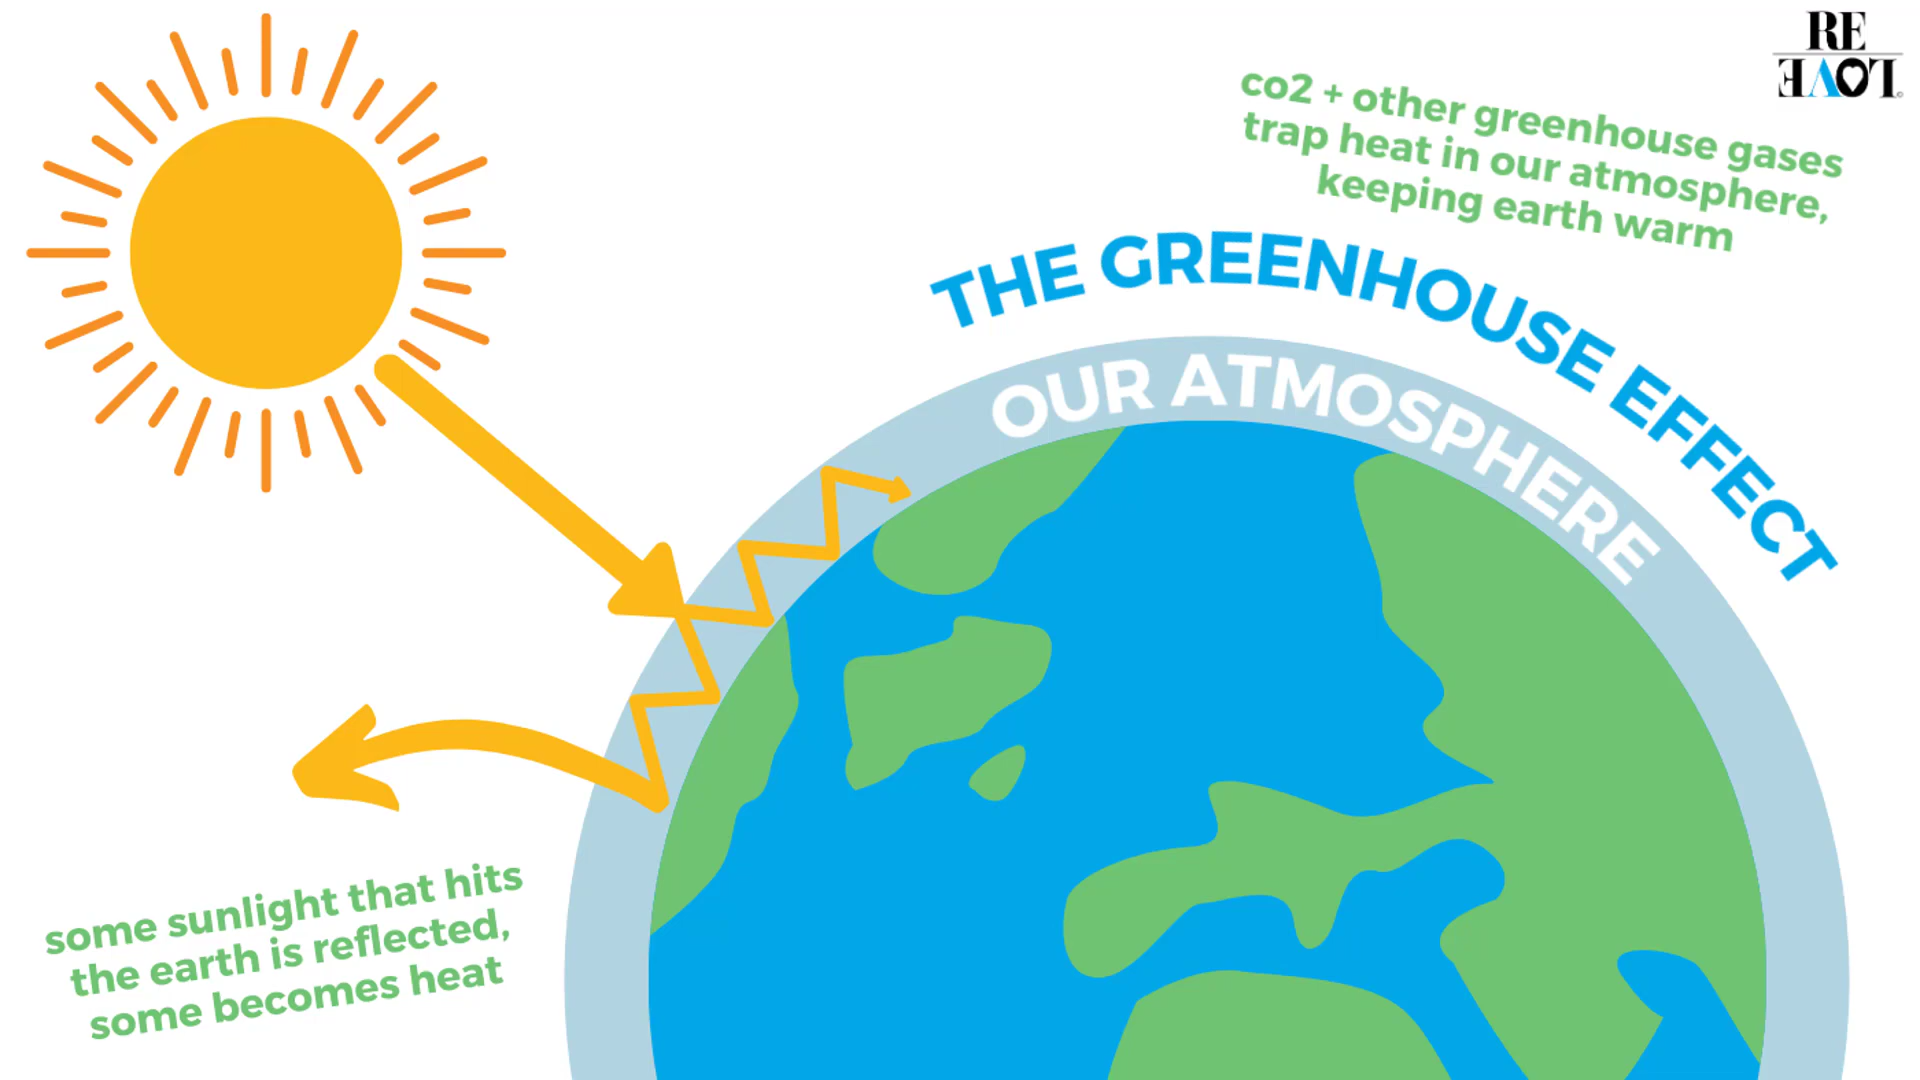 RE
LOVE
co2 + other greenhouse gases
trap heat in our atmosphere,
keeping earth warm
THE GREENHOUSE EFFECT
OUR ATMOSPHERE
some sunlight that hits
the earth is reflected,
some becomes heat